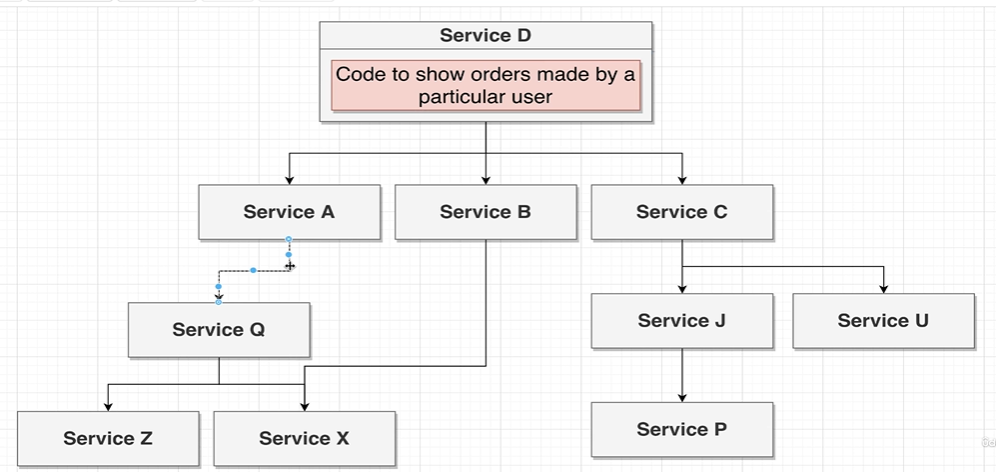 Service D
Code to show orders made by a
particular user
Service A
Service B
Service C
Service Q
Service J
Service U
Service Z
Service X
Service P